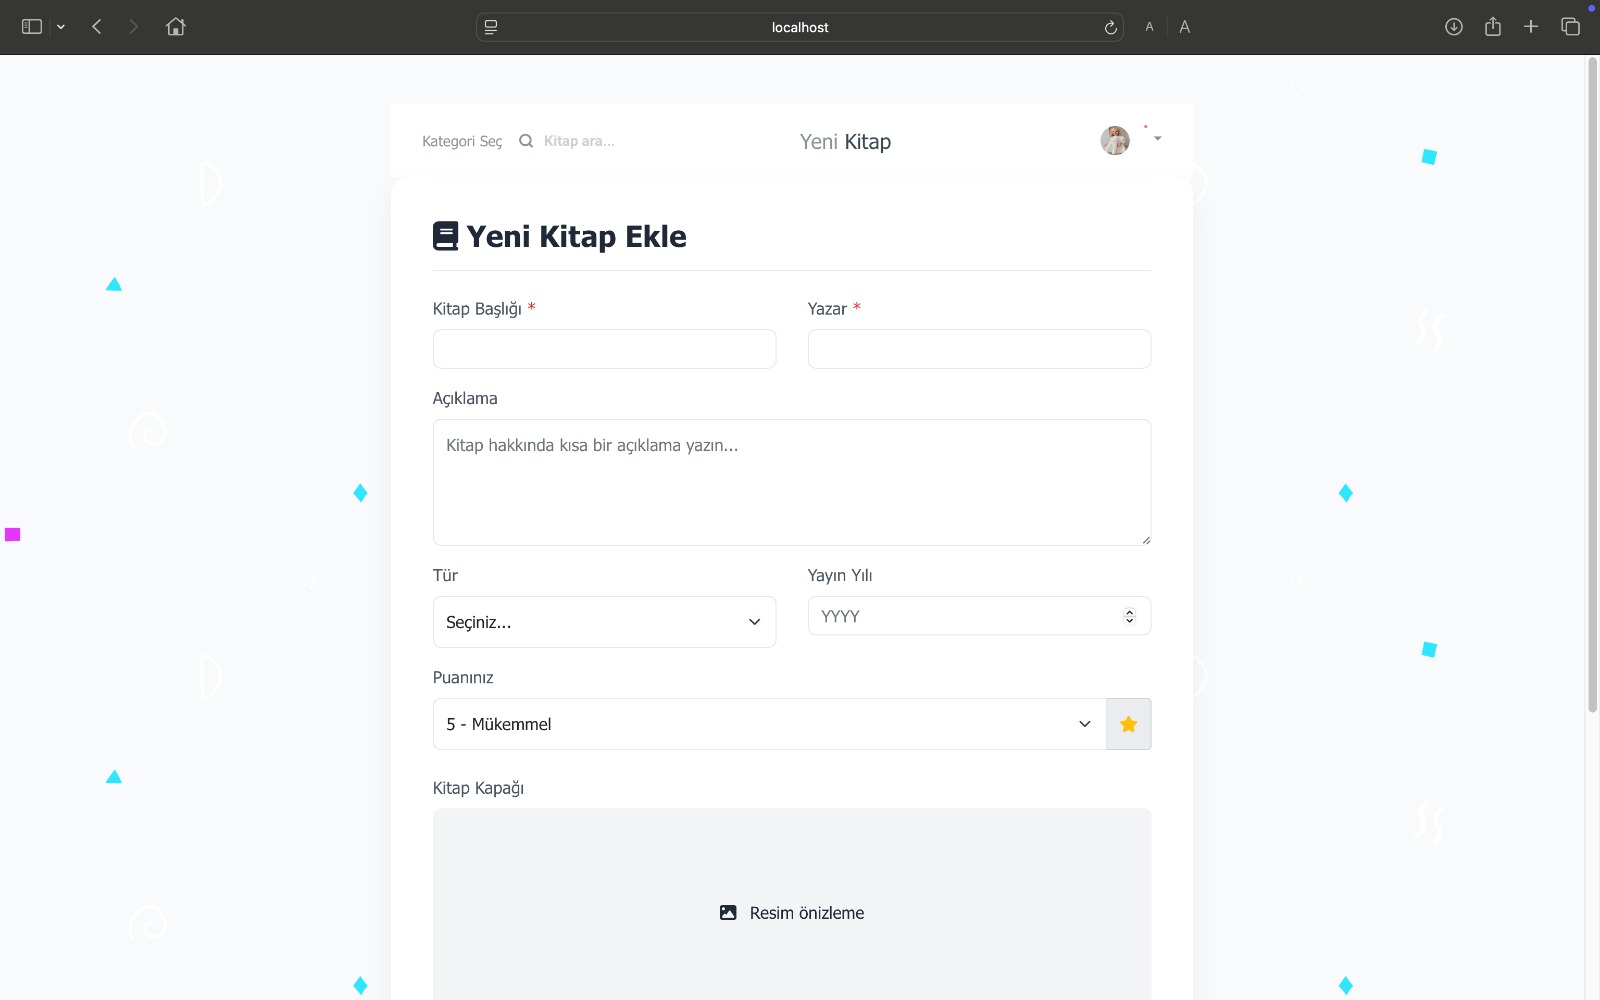 localhost
A A
Kategori Seç Kitap ara... Yeni Kitap
Yeni Kitap Ekle
Kitap Başlığı * Yazar *
Açıklama
Kitap hakkında kısa bir açıklama yazın...
Tür Yayın Yılı
Seçiniz... YYYY
Puanınız
5 - Mükemmel
Kitap Kapağı
Resim önizleme